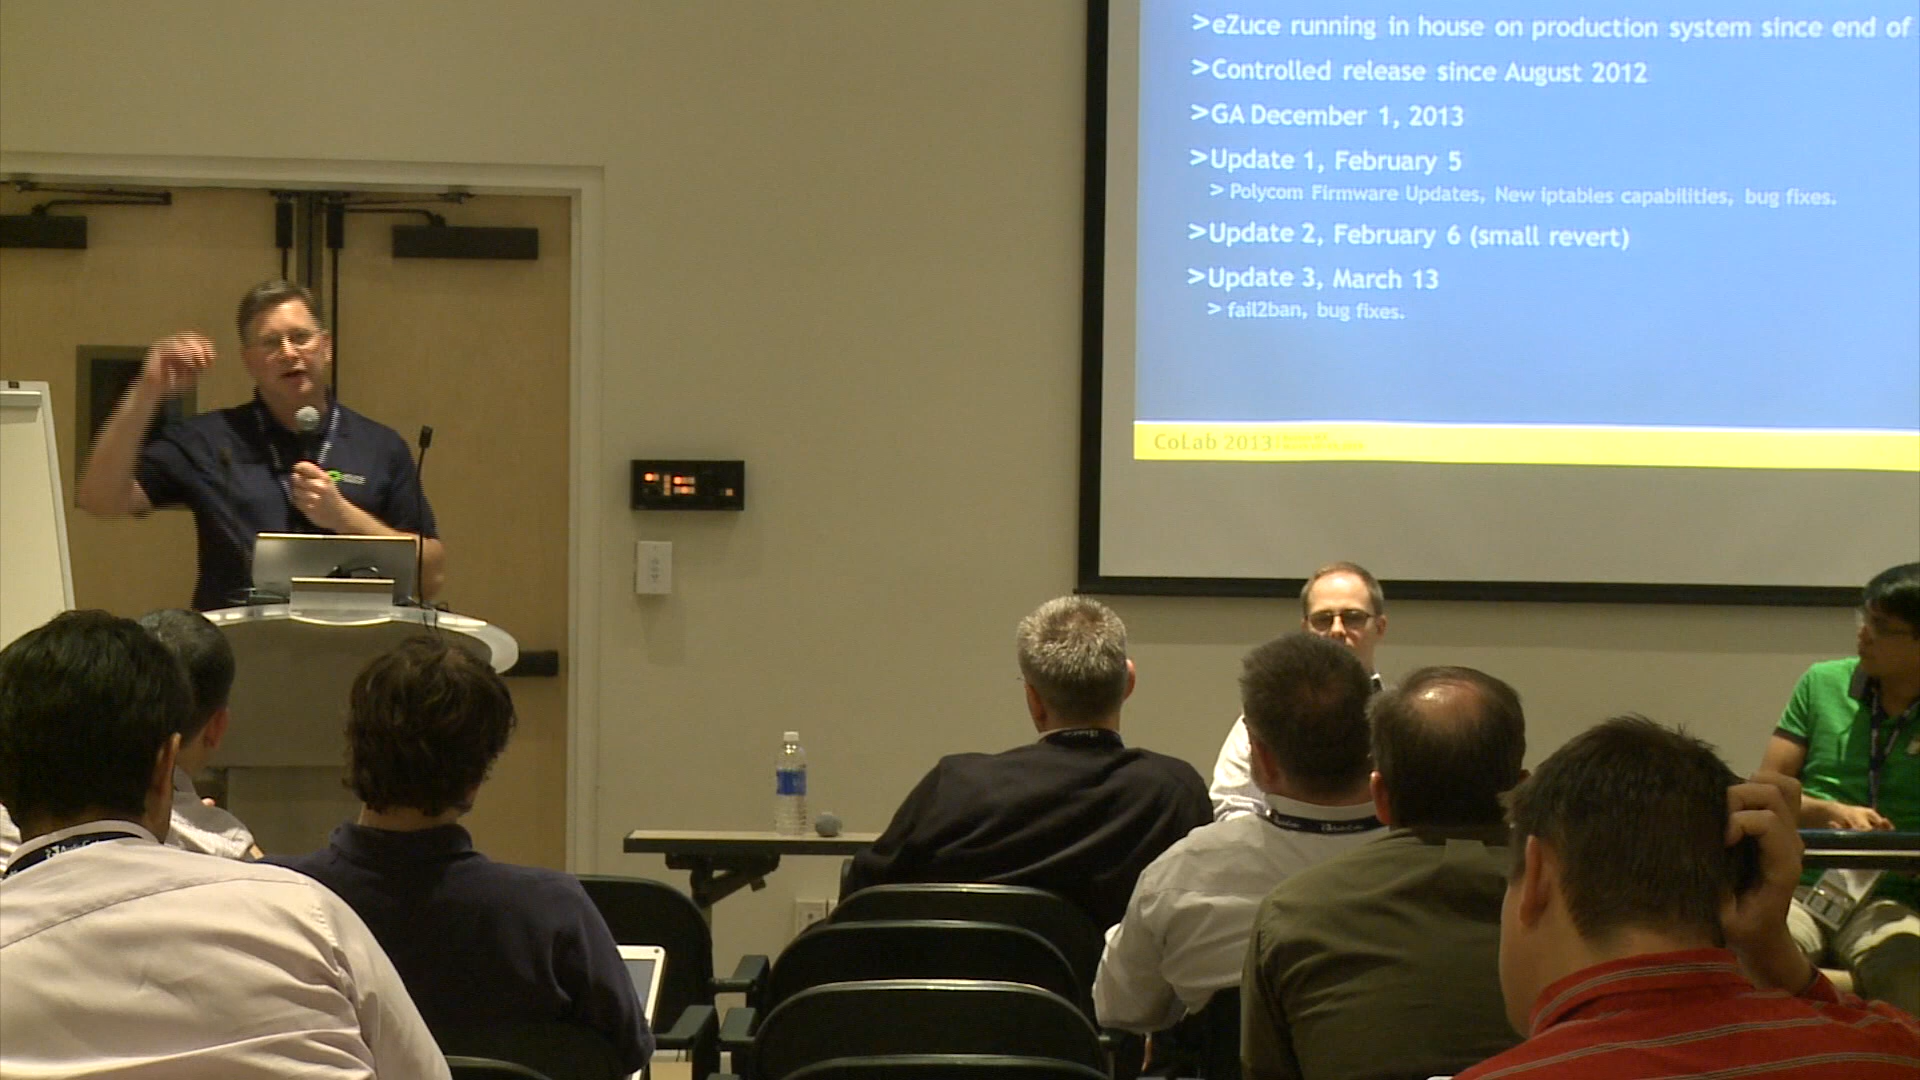 >eZuce running in house on production system since end of
>Controlled release since August 2012
>GA December 1, 2013
>Update 1, February 5
> Polycom Firmware Updates, New iptables capabilities, bug fixes.
>Update 2, February 6 (small revert)
>Update 3, March 13
> fail2ban, bug fixes.
CoLab 2013